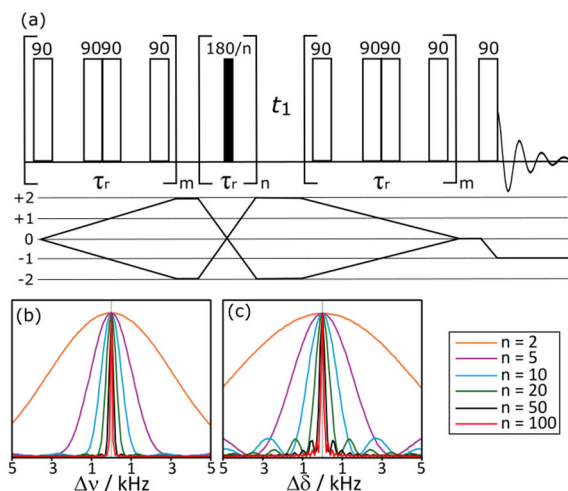 (a)
90 9090 90 180/n 90 9090 90 90
t₁
τr m τr n τr m
+2
+1
0
-1
-2
(b) (c)
n = 2
n = 5
n = 10
n = 20
n = 50
n = 100
5 3 1 1 3 5 5 3 1 1 3 5
Δν / kHz Δδ / kHz